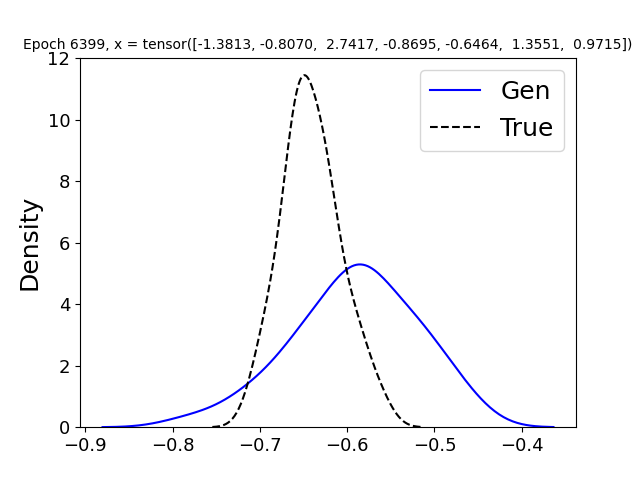 Epoch 6399, x = tensor([-1.3813, -0.8070,  2.7417, -0.8695, -0.6464,  1.3551,  0.9715])
Gen
True
Density
12
10
8
6
4
2
0
−0.9 −0.8 −0.7 −0.6 −0.5 −0.4